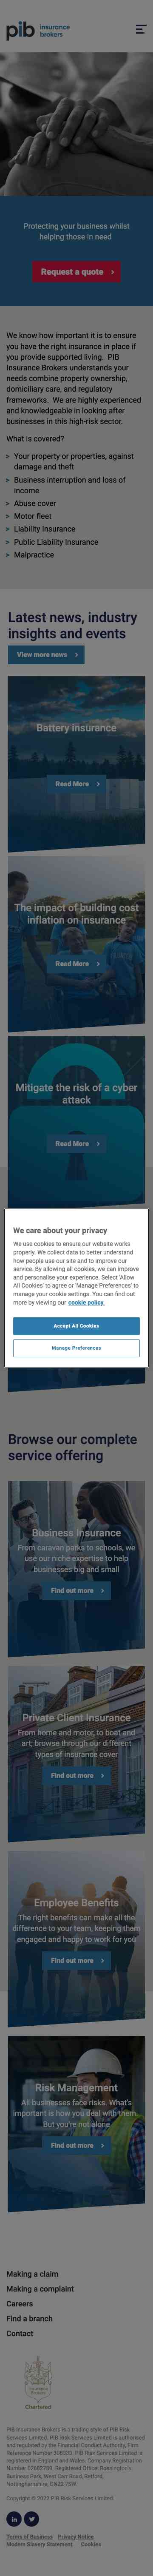 pib insurance
brokers
Protecting your business whilst
helping those in need
Request a quote
We know how important it is to ensure
you have the right insurance in place if
you provide supported living. PIB
Insurance Brokers understands your
needs combine property ownership,
domiciliary care, and regulatory
frameworks. We are highly experienced
and knowledgeable in looking after
businesses in this high-risk sector.
What is covered?
> Your property or properties, against
damage and theft
> Business interruption and loss of
income
> Abuse cover
> Motor fleet
> Liability Insurance
> Public Liability Insurance
> Malpractice
Latest news, industry
insights and events
View more news
Battery insurance
Read More
The impact of building cost
inflation on insurance
Read More
Mitigate the risk of a cyber
attack
Read More
We care about your privacy
We use cookies to ensure our website works
properly. We collect data to better understand
how people use our site and to improve
each service. By allowing all cookies, we can improve
and personalise your experience. Select 'Allow
All Cookies' to agree or 'Manage Preferences' to
manage your cookie settings. You can find out
more by viewing our cookie policy.
Accept All Cookies
Manage Preferences
Browse our complete
service offering
Business Insurance
From caravan parks to schools, we
use our niche expertise to help
businesses big and small
Find out more
Private Client Insurance
From home and motor, to boat and
art; browse through our different
types of insurance cover
Find out more
Employee Benefits
The right benefits can make all the
difference to your team; keeping them
engaged and happy to work for you
Find out more
Risk Management
All businesses face risks. What's
important is how you deal with them.
But you're not alone
Find out more
Making a claim
Making a complaint
Careers
Find a branch
Contact
Chartered
PIB Insurance Brokers is a trading style of PIB Risk
Services Limited. PIB Risk Services Limited is authorised
and regulated by the Financial Conduct Authority, Firm
Reference Number 308333. PIB Risk Services Limited is
registered in England and Wales. Company Registration
Number 02682789. Registered Office: Rossington's
Business Park, West Carr Road, Retford,
Nottinghamshire, DN22 7SW.
Copyright © 2022 PIB Risk Services Limited.
Terms of Business Privacy Notice
Modern Slavery Statement Cookies